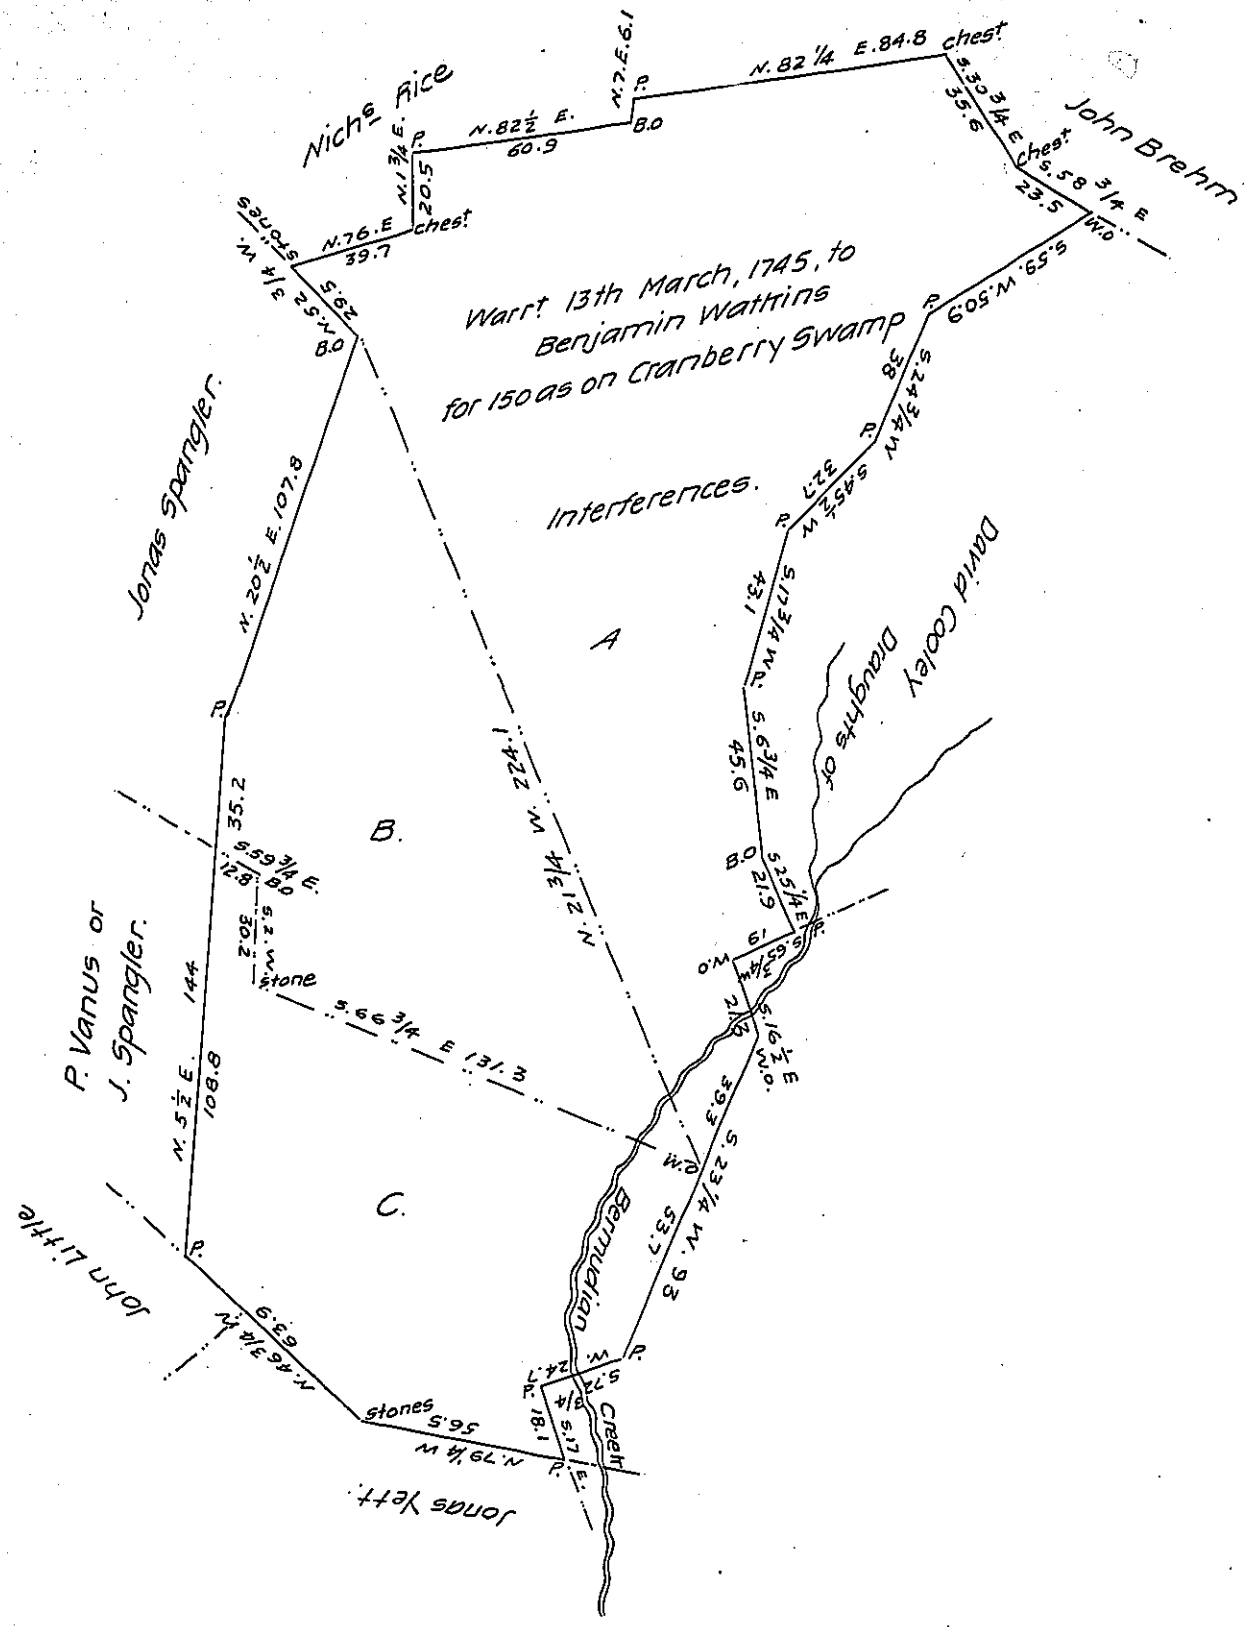 N.7.E.6.1
P.
N. 82 1/4 E. 84.8
chest
S. 30 3/4 E
35.6
John Brehm
chest
S. 58 3/4 E
23.5
W.O
Nichs Rice
N. 1 3/4 E.
20.5
P.
N. 82 1/2 E.
60.9
B.O
stones
N. 76. E
39.7
chest
N. 52 3/4 W.
29.5
B.O
Warrt 13th March, 1745, to
Benjamin Watkins
for 150 as on Cranberry Swamp
S. 59. W. 50.9
P.
S. 24 3/4 W
38
P.
S. 45 1/2 W
32.7
P.
Interferences.
Jonas Spangler.
N. 20 1/2 E. 107.8
A
S. 17 3/4 W
43.1
P.
David Cooley
Draughts of
P.
N. 21 3/4 W. 224.1
S. 6 3/4 E
45.6
35.2
B.
S. 59 3/4 E.
12.8
B.O
B.O
S 25 1/4 E
21.9
P.
S. 65 3/4 W
19
W.O
S. 2. W.
30.2
stone
P. Vanus or
J. Spangler.
N. 5 1/2 E. 144
108.8
S. 66 3/4 E 131.3
S. 16 1/2 E
21.3
W.O.
39.3
W.O
S. 23 1/4 W. 93
53.7
C.
Bermudian
Creek
P.
John Little
N. 46 3/4 W
63.9
P.
S. 72 3/4 W.
24.7
P.
18.1
S. 17 E.
stones
56.5
N. 79 1/4 W
P.
Jonas Yett.